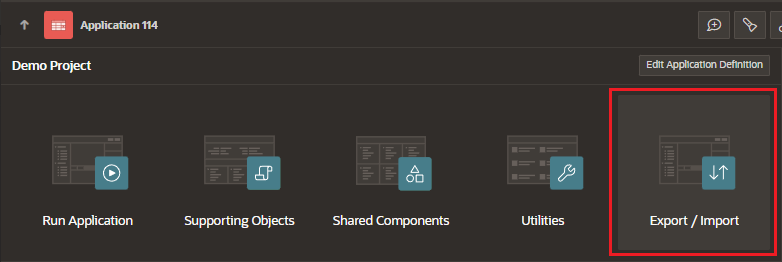 Application 114
Demo Project
Edit Application Definition
Run Application
Supporting Objects
Shared Components
Utilities
Export / Import